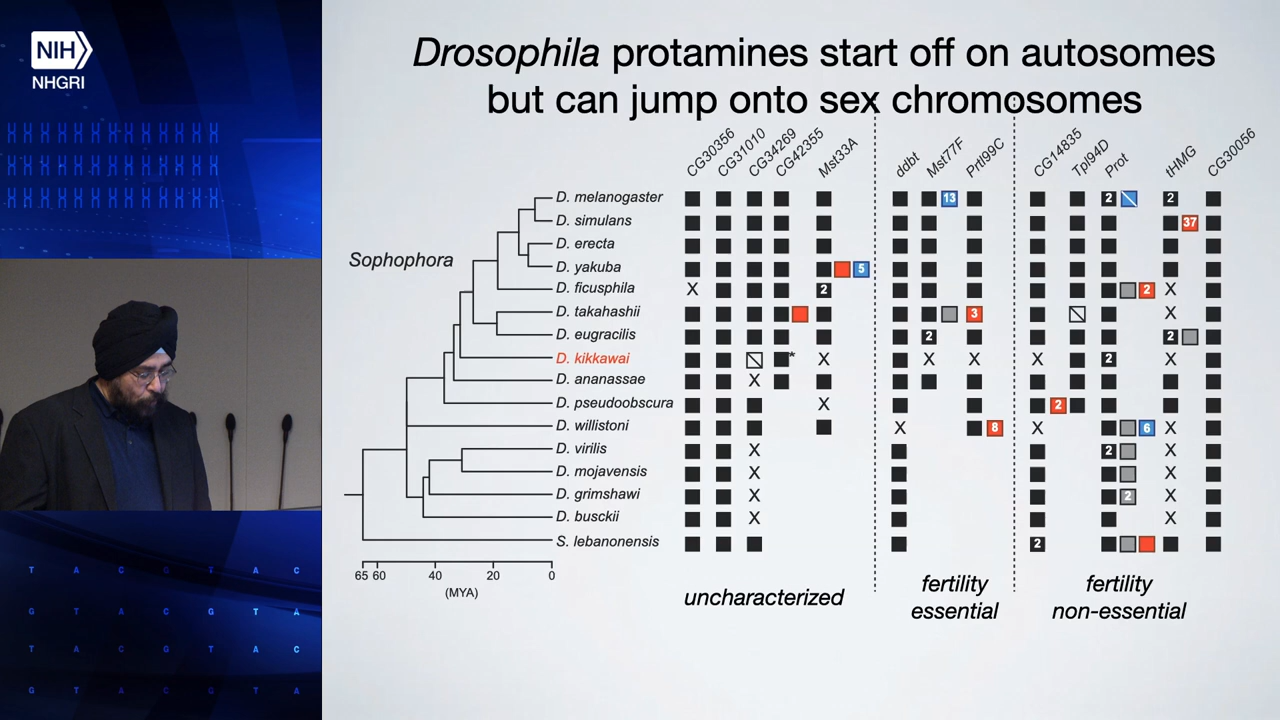 NIH
NHGRI
Drosophila protamines start off on autosomes
but can jump onto sex chromosomes
CG30356 CG31010 CG34269 CG42355 Mst33A ddbt Mst77F Prtl99C CG14835 Tpl94D Prot tHMG CG30056
Sophophora
D. melanogaster 13 2 2
D. simulans 37
D. erecta
D. yakuba 5
D. ficusphila X 2 2 X
D. takahashii 3 X
D. eugracilis 2 2
D. kikkawai * X X X X 2 X
D. ananassae X
D. pseudoobscura X 2
D. willistoni X 8 X 6 X
D. virilis X 2 X
D. mojavensis X X
D. grimshawi X 2 X
D. busckii X X
S. lebanonensis 2
65 60 40 20 0
(MYA)
uncharacterized
fertility
essential
fertility
non-essential
T A C G T A C
G T A C G T A
T A C G T A C
G T A C G T A